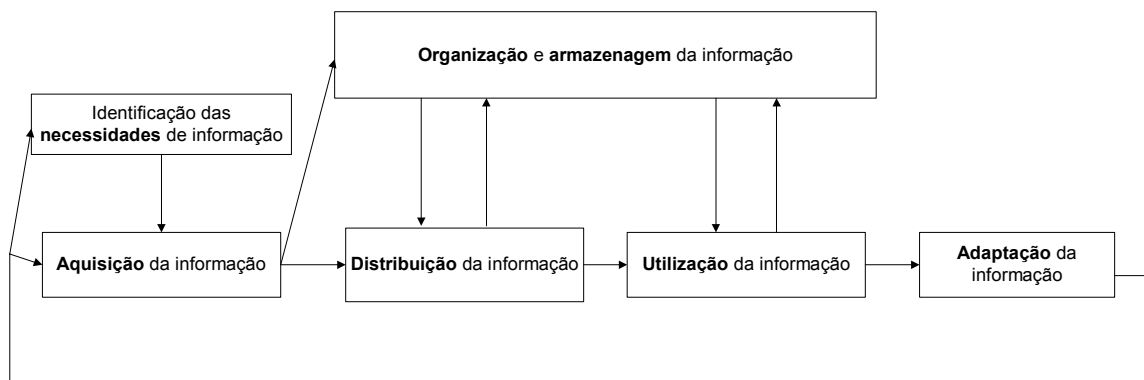 Organização e armazenagem da informação
Identificação das
necessidades de informação
Aquisição da informação
Distribuição da informação
Utilização da informação
Adaptação da
informação